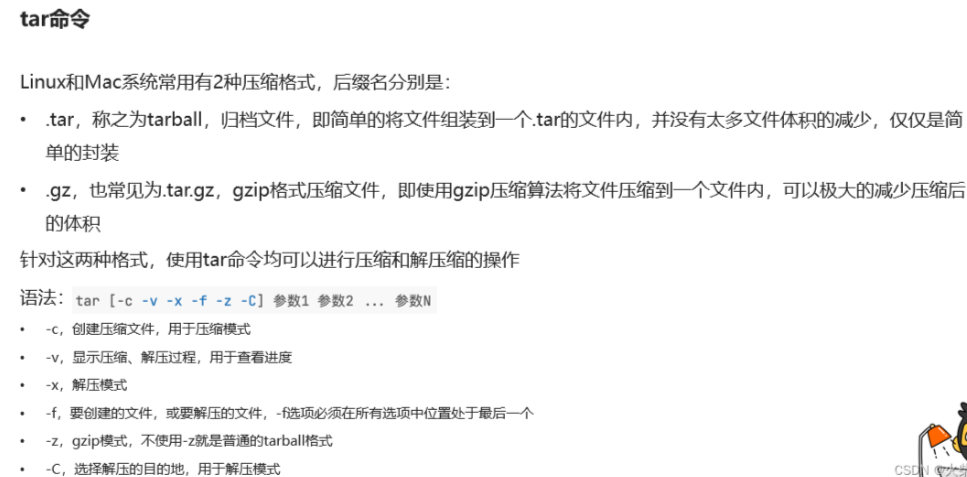 tar命令
Linux和Mac系统常用有2种压缩格式，后缀名分别是：
• .tar，称之为tarball，归档文件，即简单的将文件组装到一个.tar的文件内，并没有太多文件体积的减少，仅仅是简
单的封装
• .gz，也常见为.tar.gz，gzip格式压缩文件，即使用gzip压缩算法将文件压缩到一个文件内，可以极大的减少压缩后
的体积
针对这两种格式，使用tar命令均可以进行压缩和解压缩的操作
语法：tar [-c -v -x -f -z -C] 参数1 参数2 ... 参数N
• -c，创建压缩文件，用于压缩模式
• -v，显示压缩、解压过程，用于查看进度
• -x，解压模式
• -f，要创建的文件，或要解压的文件，-f选项必须在所有选项中位置处于最后一个
• -z，gzip模式，不使用-z就是普通的tarball格式
• -C，选择解压的目的地，用于解压模式
CSDN